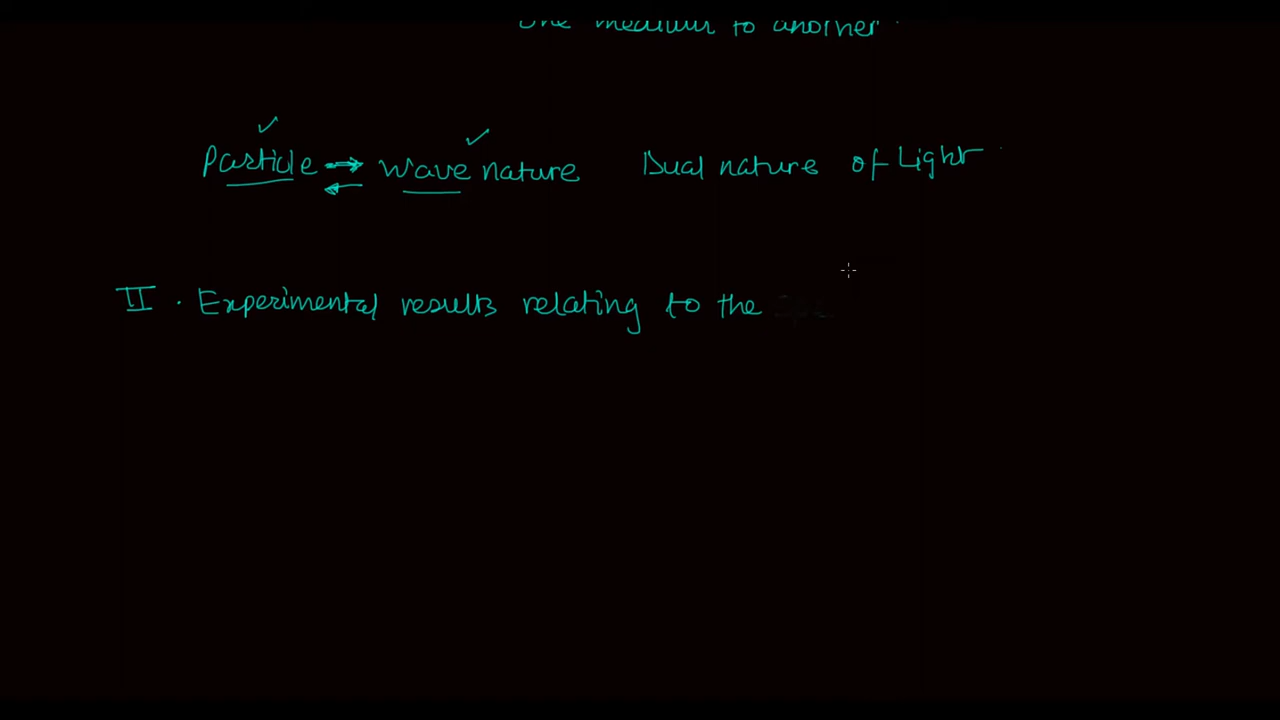 one medium to another
Particle ⇌ wave nature Dual nature of Light
II . Experimental results relating to the